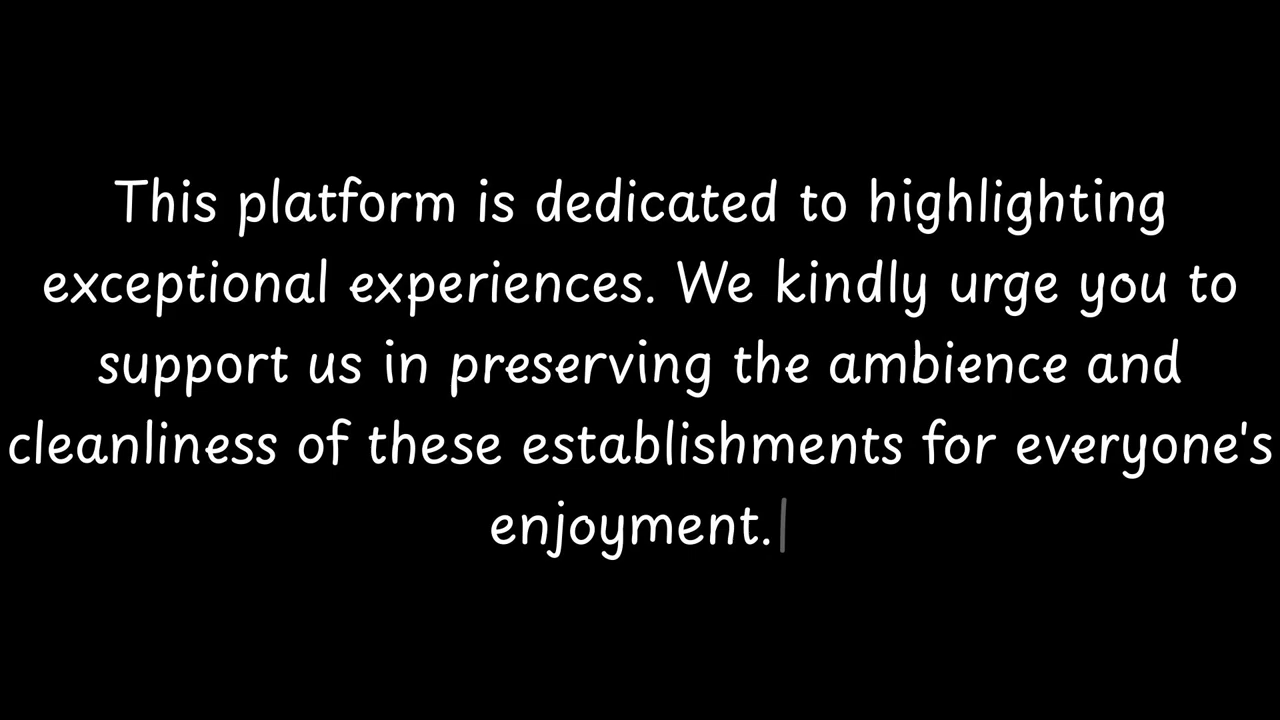 This platform is dedicated to highlighting
exceptional experiences. We kindly urge you to
support us in preserving the ambience and
cleanliness of these establishments for everyone's
enjoyment.